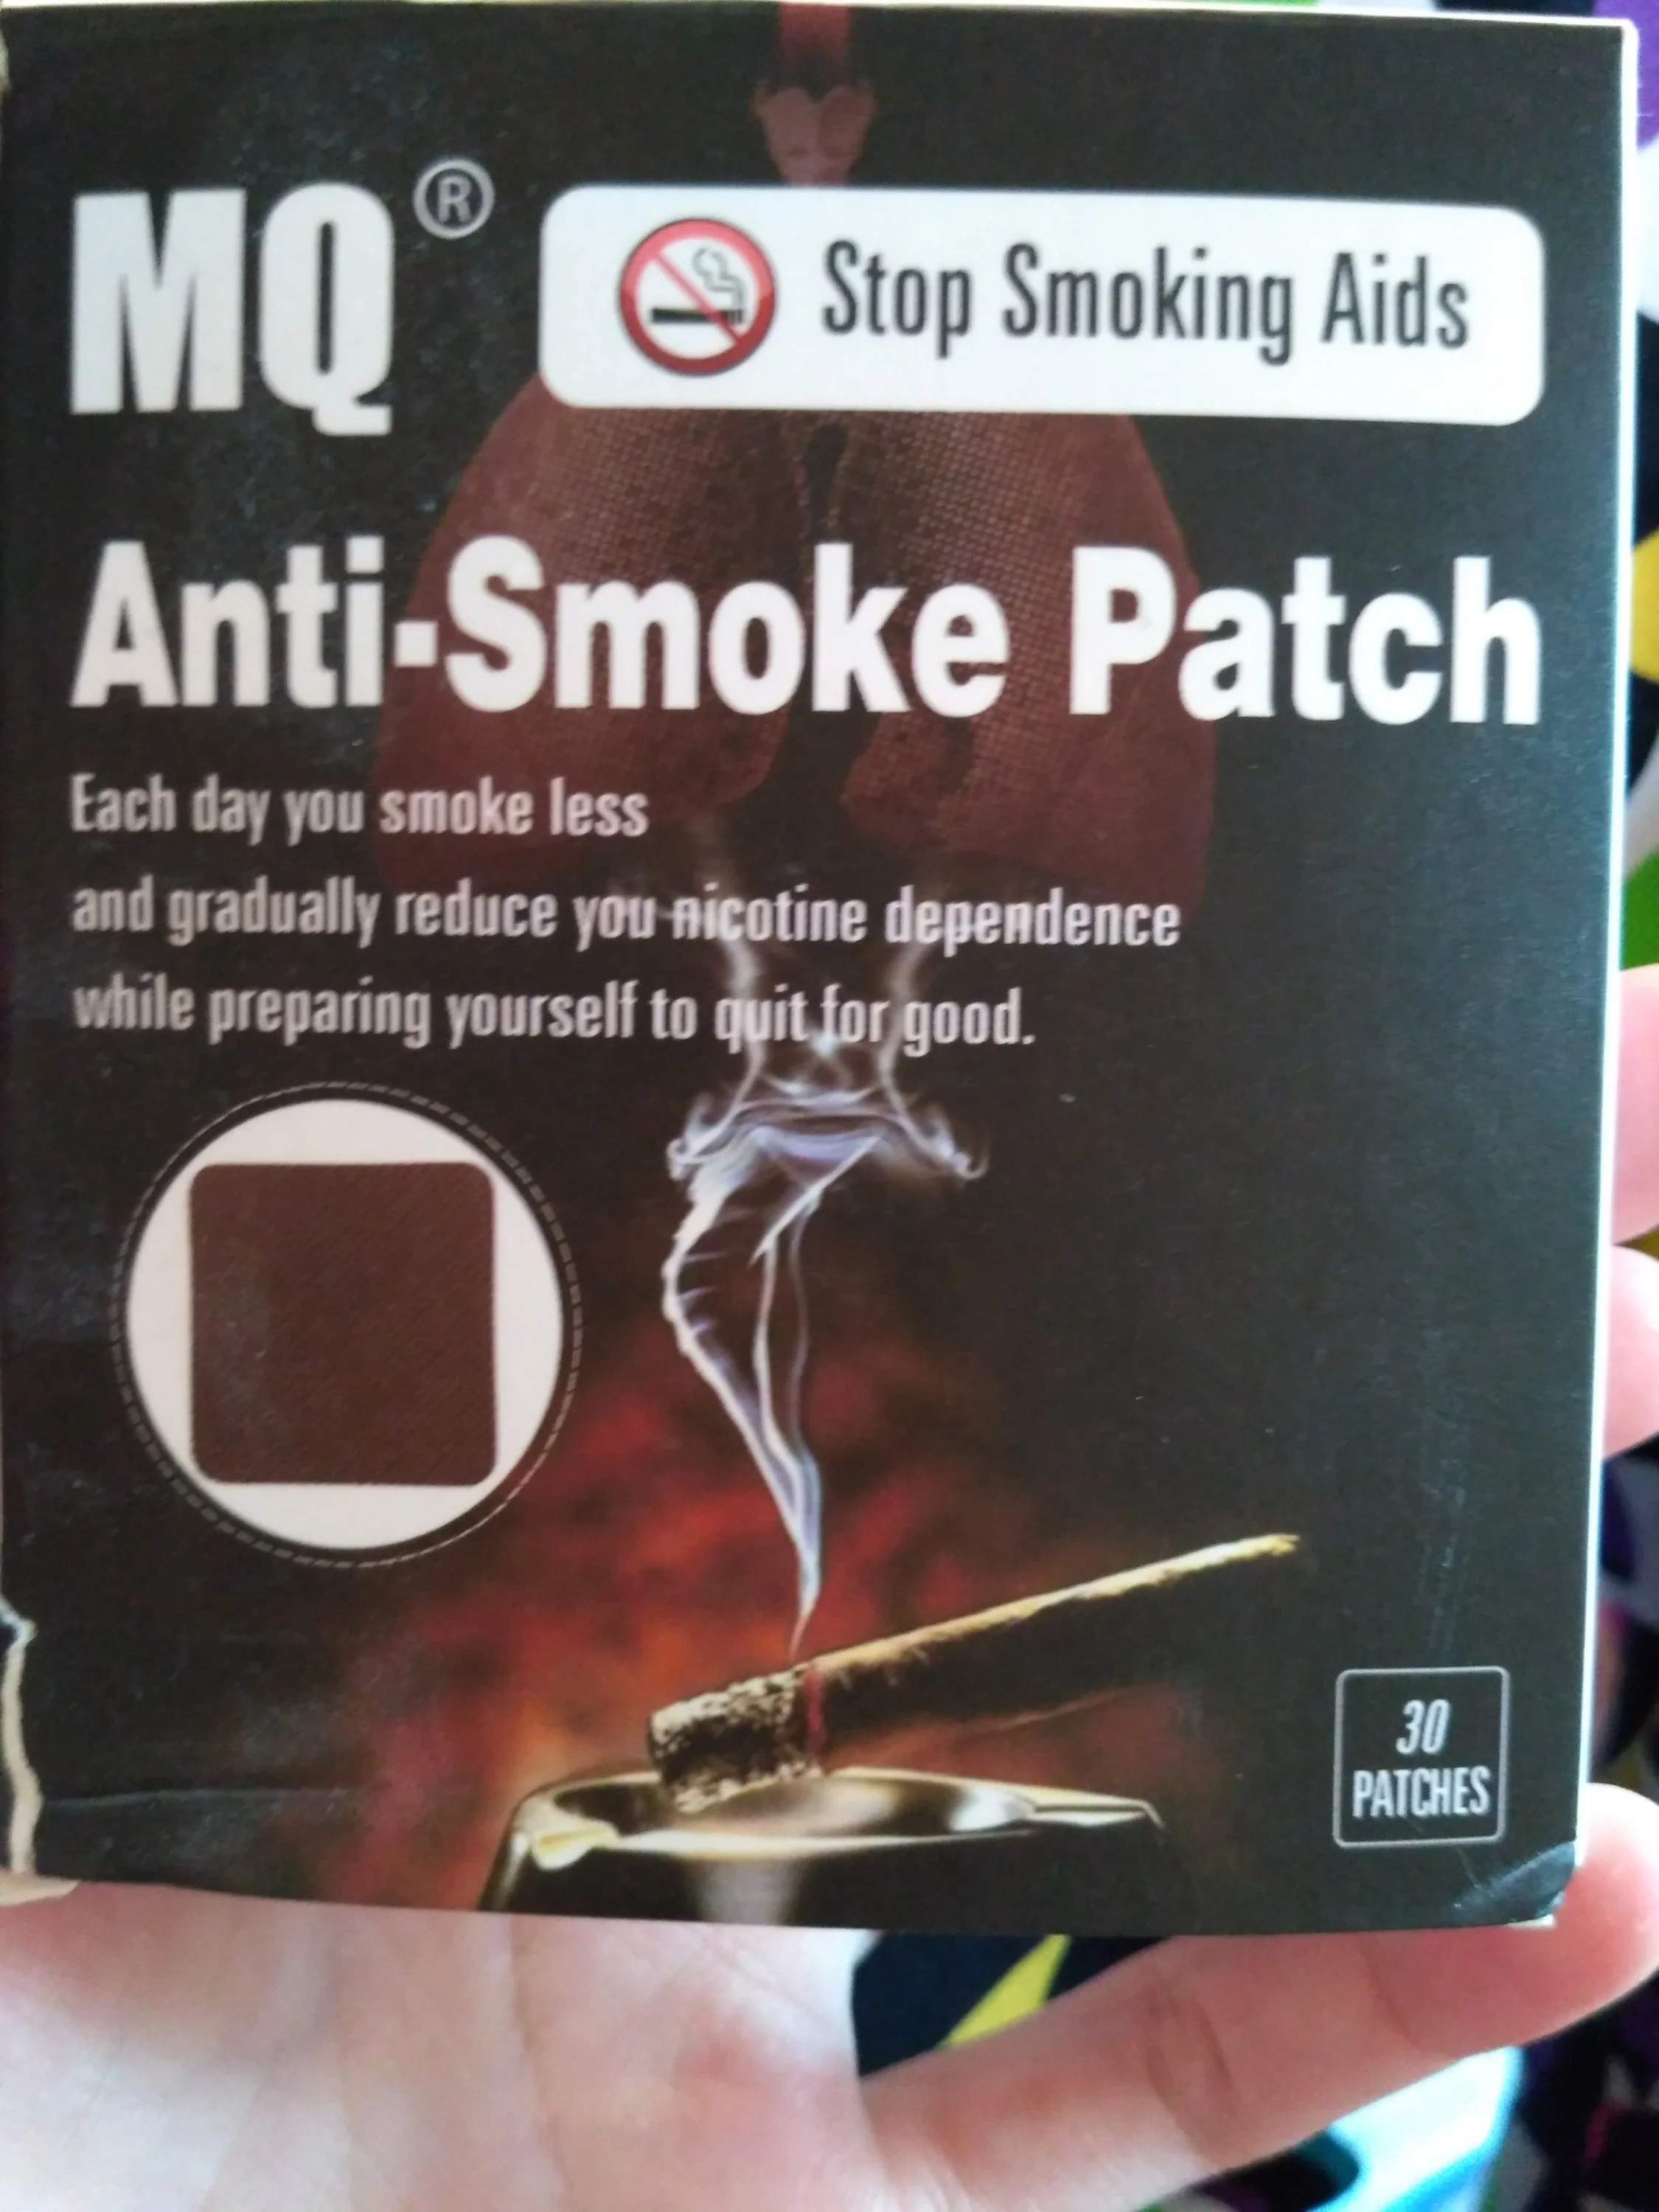 MQ®
Stop Smoking Aids
Anti-Smoke Patch
Each day you smoke less
and gradually reduce you nicotine dependence
while preparing yourself to quit for good.
30
PATCHES